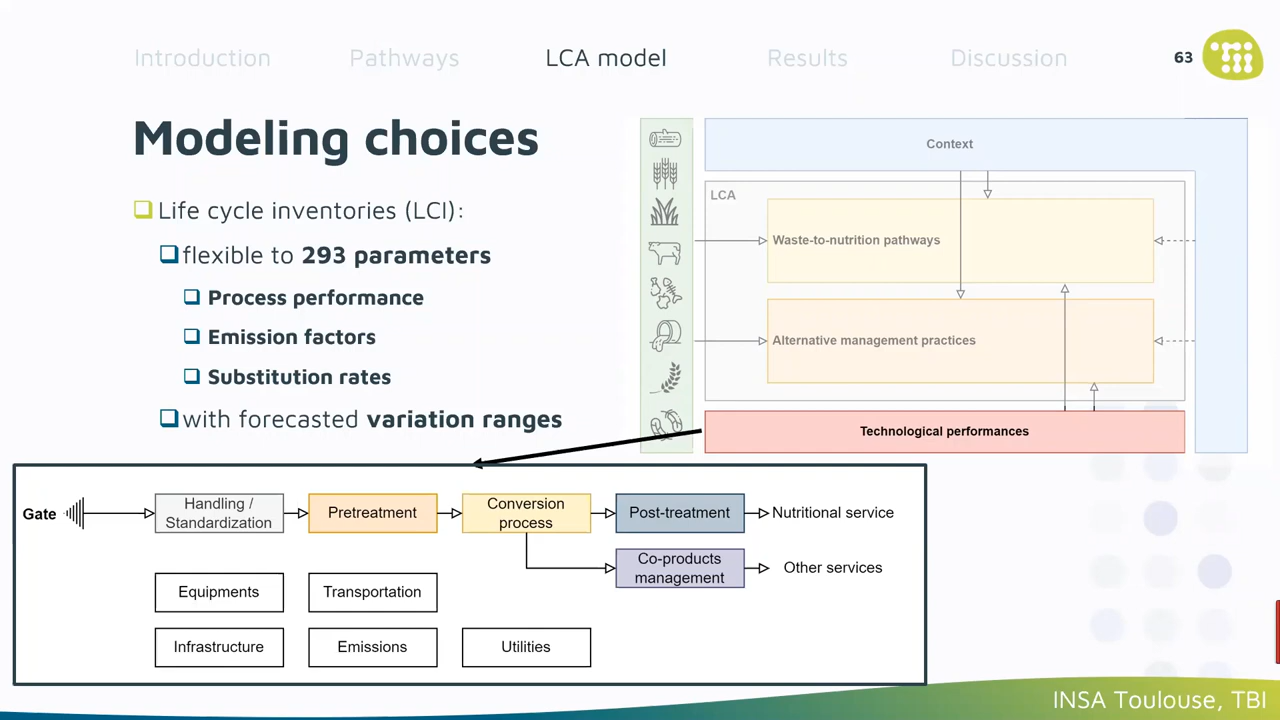 Introduction
Pathways
LCA model
Results
Discussion
63
Modeling choices
Life cycle inventories (LCI):
flexible to 293 parameters
Process performance
Emission factors
Substitution rates
with forecasted variation ranges
Context
LCA
Waste-to-nutrition pathways
Alternative management practices
Technological performances
Gate
Handling /
Standardization
Pretreatment
Conversion
process
Post-treatment
Nutritional service
Co-products
management
Other services
Equipments
Transportation
Infrastructure
Emissions
Utilities
INSA Toulouse, TBI